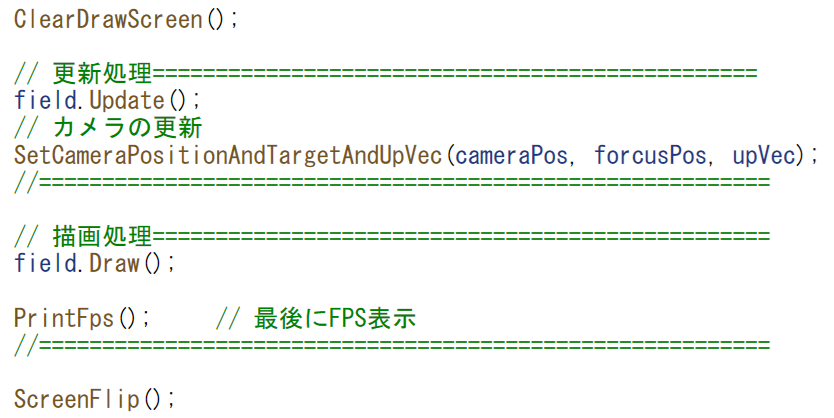 ClearDrawScreen();
// 更新処理================================================
field.Update();
// カメラの更新
SetCameraPositionAndTargetAndUpVec(cameraPos, forcusPos, upVec);
//==========================================================
// 描画処理=================================================
field.Draw();
PrintFps();     // 最後にFPS表示
//==========================================================
ScreenFlip();